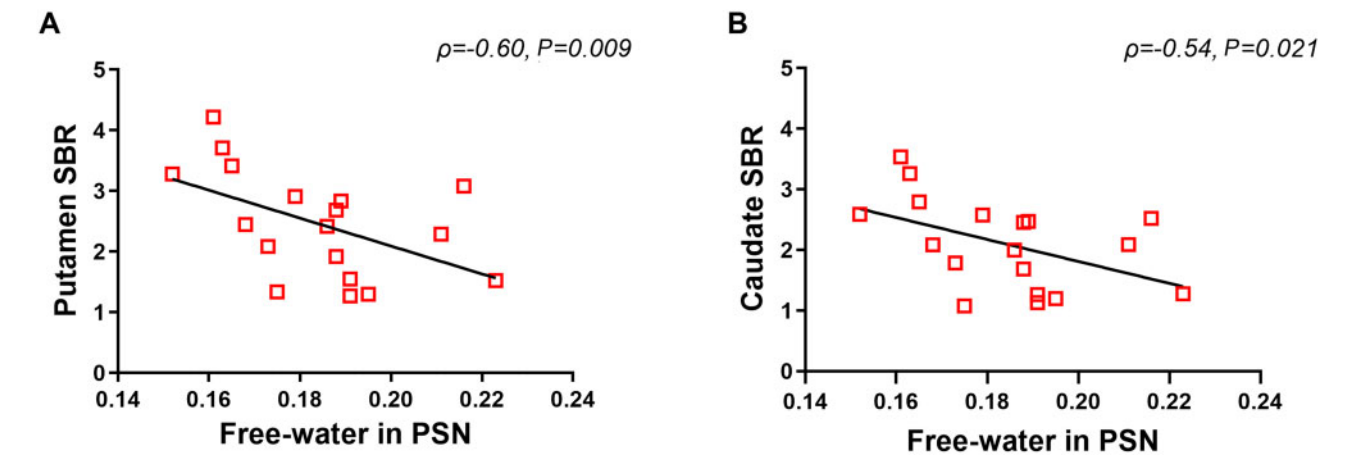 A
ρ=-0.60, P=0.009
5
4
3
2
1
0
Putamen SBR
0.14 0.16 0.18 0.20 0.22 0.24
Free-water in PSN
B
ρ=-0.54, P=0.021
5
4
3
2
1
0
Caudate SBR
0.14 0.16 0.18 0.20 0.22 0.24
Free-water in PSN